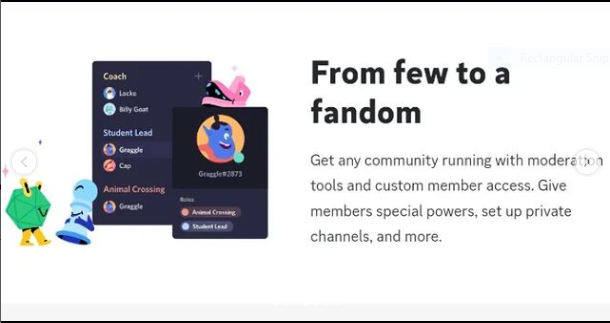 Coach
Locke
Billy Goat
Student Lead
Graggle
Cap
Animal Crossing
Graggle
Graggle#2873
Roles
Animal Crossing
Student Lead
From few to a
fandom
Get any community running with moderation
tools and custom member access. Give
members special powers, set up private
channels, and more.
Rectangular Snip